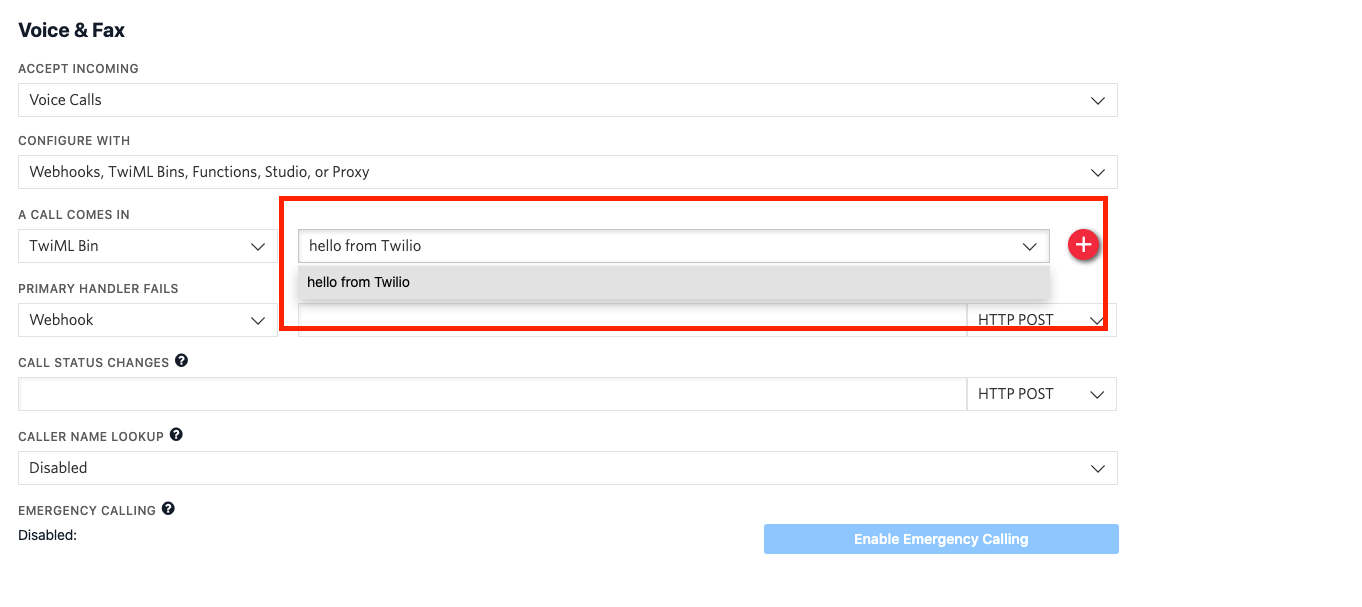 Voice & Fax
ACCEPT INCOMING
Voice Calls
CONFIGURE WITH
Webhooks, TwiML Bins, Functions, Studio, or Proxy
A CALL COMES IN
TwiML Bin
hello from Twilio
hello from Twilio
PRIMARY HANDLER FAILS
Webhook
HTTP POST
CALL STATUS CHANGES
HTTP POST
CALLER NAME LOOKUP
Disabled
EMERGENCY CALLING
Disabled:
Enable Emergency Calling